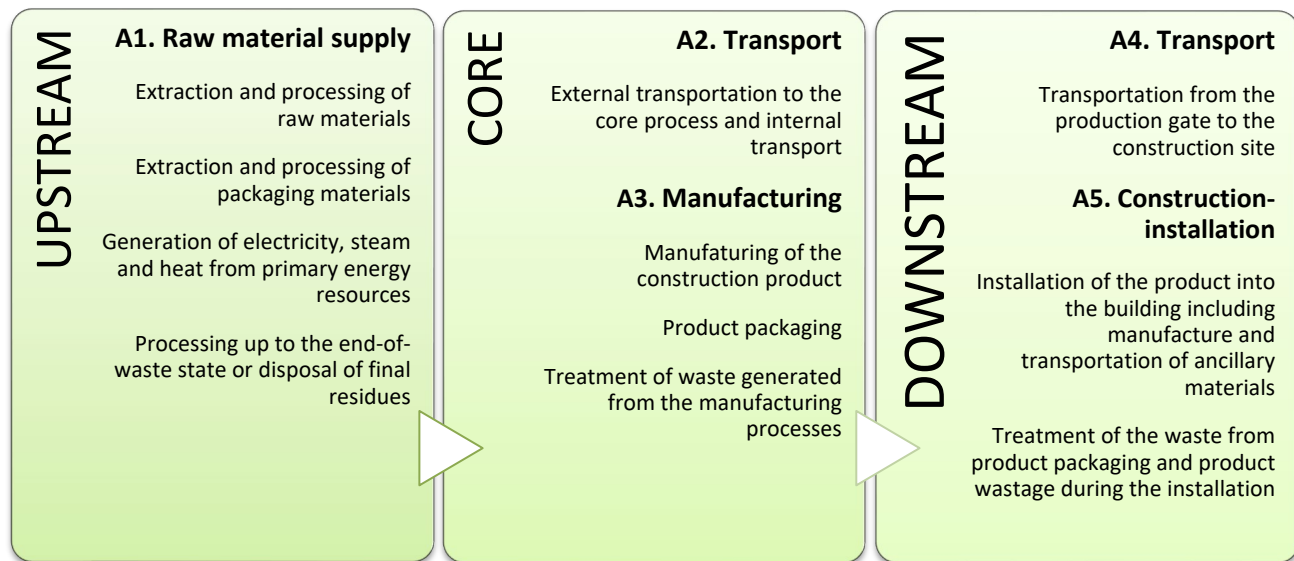 UPSTREAM
A1. Raw material supply
Extraction and processing of
raw materials
Extraction and processing of
packaging materials
Generation of electricity, steam
and heat from primary energy
resources
Processing up to the end-of-
waste state or disposal of final
residues
CORE
A2. Transport
External transportation to the
core process and internal
transport
A3. Manufacturing
Manufaturing of the
construction product
Product packaging
Treatment of waste generated
from the manufacturing
processes
DOWNSTREAM
A4. Transport
Transportation from the
production gate to the
construction site
A5. Construction-
installation
Installation of the product into
the building including
manufacture and
transportation of ancillary
materials
Treatment of the waste from
product packaging and product
wastage during the installation